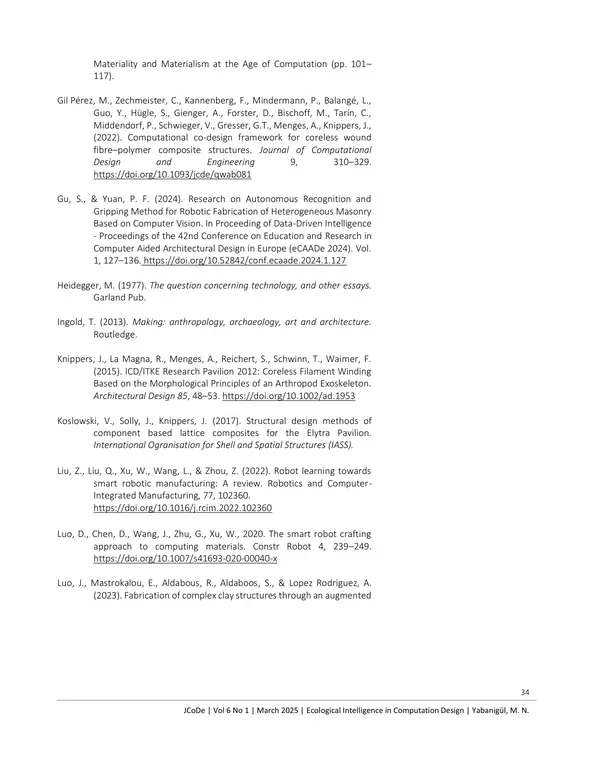 Materiality and Materialism at the Age of Computation (pp. 101–
117).
Gil Pérez, M., Zechmeister, C., Kannenberg, F., Mindermann, P., Balangé, L.,
Guo, Y., Hügle, S., Gienger, A., Forster, D., Bischoff, M., Tarín, C.,
Middendorf, P., Schwieger, V., Gresser, G.T., Menges, A., Knippers, J.,
(2022). Computational co-design framework for coreless wound
fibre–polymer composite structures. Journal of Computational
Design and Engineering 9, 310–329.
https://doi.org/10.1093/jcde/qwab081
Gu, S., & Yuan, P. F. (2024). Research on Autonomous Recognition and
Gripping Method for Robotic Fabrication of Heterogeneous Masonry
Based on Computer Vision. In Proceeding of Data-Driven Intelligence
- Proceedings of the 42nd Conference on Education and Research in
Computer Aided Architectural Design in Europe (eCAADe 2024). Vol.
1, 127–136. https://doi.org/10.52842/conf.ecaade.2024.1.127
Heidegger, M. (1977). The question concerning technology, and other essays.
Garland Pub.
Ingold, T. (2013). Making: anthropology, archaeology, art and architecture.
Routledge.
Knippers, J., La Magna, R., Menges, A., Reichert, S., Schwinn, T., Waimer, F.
(2015). ICD/ITKE Research Pavilion 2012: Coreless Filament Winding
Based on the Morphological Principles of an Arthropod Exoskeleton.
Architectural Design 85, 48–53. https://doi.org/10.1002/ad.1953
Koslowski, V., Solly, J., Knippers, J. (2017). Structural design methods of
component based lattice composites for the Elytra Pavilion.
International Ogranisation for Shell and Spatial Structures (IASS).
Liu, Z., Liu, Q., Xu, W., Wang, L., & Zhou, Z. (2022). Robot learning towards
smart robotic manufacturing: A review. Robotics and Computer-
Integrated Manufacturing, 77, 102360.
https://doi.org/10.1016/j.rcim.2022.102360
Luo, D., Chen, D., Wang, J., Zhu, G., Xu, W., 2020. The smart robot crafting
approach to computing materials. Constr Robot 4, 239–249.
https://doi.org/10.1007/s41693-020-00040-x
Luo, J., Mastrokalou, E., Aldabous, R., Aldaboos, S., & Lopez Rodriguez, A.
(2023). Fabrication of complex clay structures through an augmented
34
JCoDe | Vol 6 No 1 | March 2025 | Ecological Intelligence in Computation Design | Yabanigül, M. N.